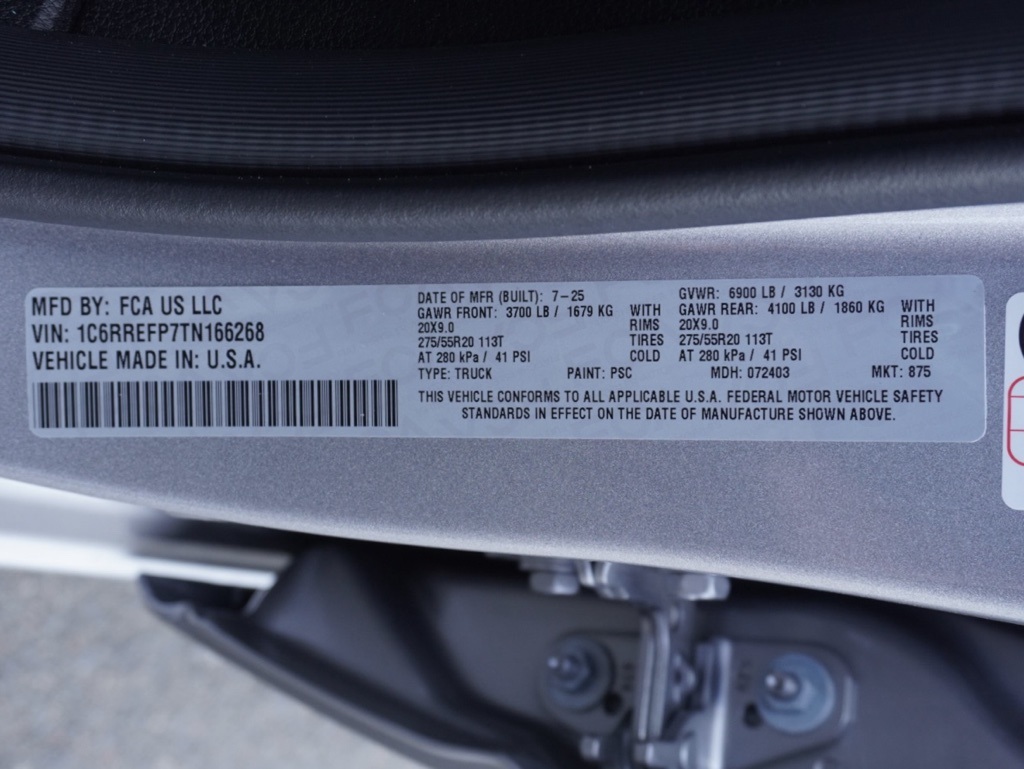 MFD BY: FCA US LLC
VIN: 1C6RREFP7TN166268
VEHICLE MADE IN: U.S.A.
DATE OF MFR (BUILT): 7-25
GAWR FRONT: 3700 LB / 1679 KG WITH
20X9.0 RIMS
275/55R20 113T TIRES
AT 280 kPa / 41 PSI COLD
GVWR: 6900 LB / 3130 KG
GAWR REAR: 4100 LB / 1860 KG WITH
20X9.0 RIMS
275/55R20 113T TIRES
AT 280 kPa / 41 PSI COLD
TYPE: TRUCK PAINT: PSC MDH: 072403 MKT: 875
THIS VEHICLE CONFORMS TO ALL APPLICABLE U.S.A. FEDERAL MOTOR VEHICLE SAFETY
STANDARDS IN EFFECT ON THE DATE OF MANUFACTURE SHOWN ABOVE.